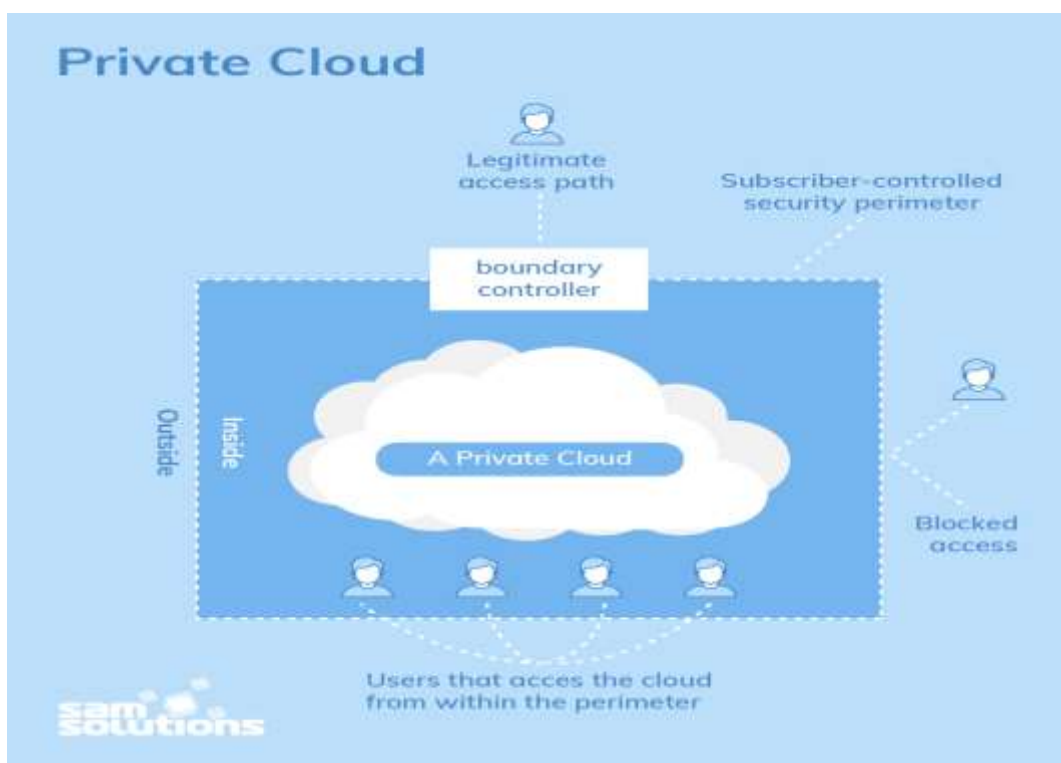 Private Cloud
Legitimate
access path
Subscriber-controlled
security perimeter
boundary
controller
Outside
Inside
A Private Cloud
Blocked
access
Users that acces the cloud
from within the perimeter
sam
solutions